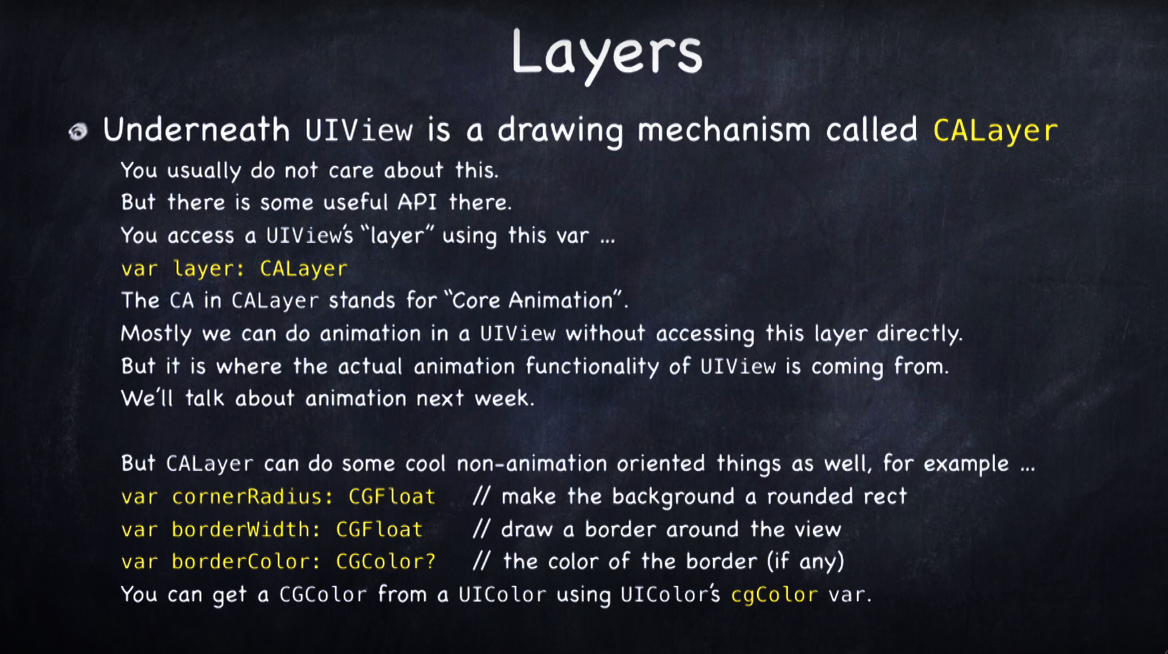 Layers
Underneath UIView is a drawing mechanism called CALayer
You usually do not care about this.
But there is some useful API there.
You access a UIView's “layer” using this var ...
var layer: CALayer
The CA in CALayer stands for “Core Animation”.
Mostly we can do animation in a UIView without accessing this layer directly.
But it is where the actual animation functionality of UIView is coming from.
We'll talk about animation next week.
But CALayer can do some cool non-animation oriented things as well, for example ...
var cornerRadius: CGFloat // make the background a rounded rect
var borderWidth: CGFloat // draw a border around the view
var borderColor: CGColor? // the color of the border (if any)
You can get a CGColor from a UIColor using UIColor's cgColor var.